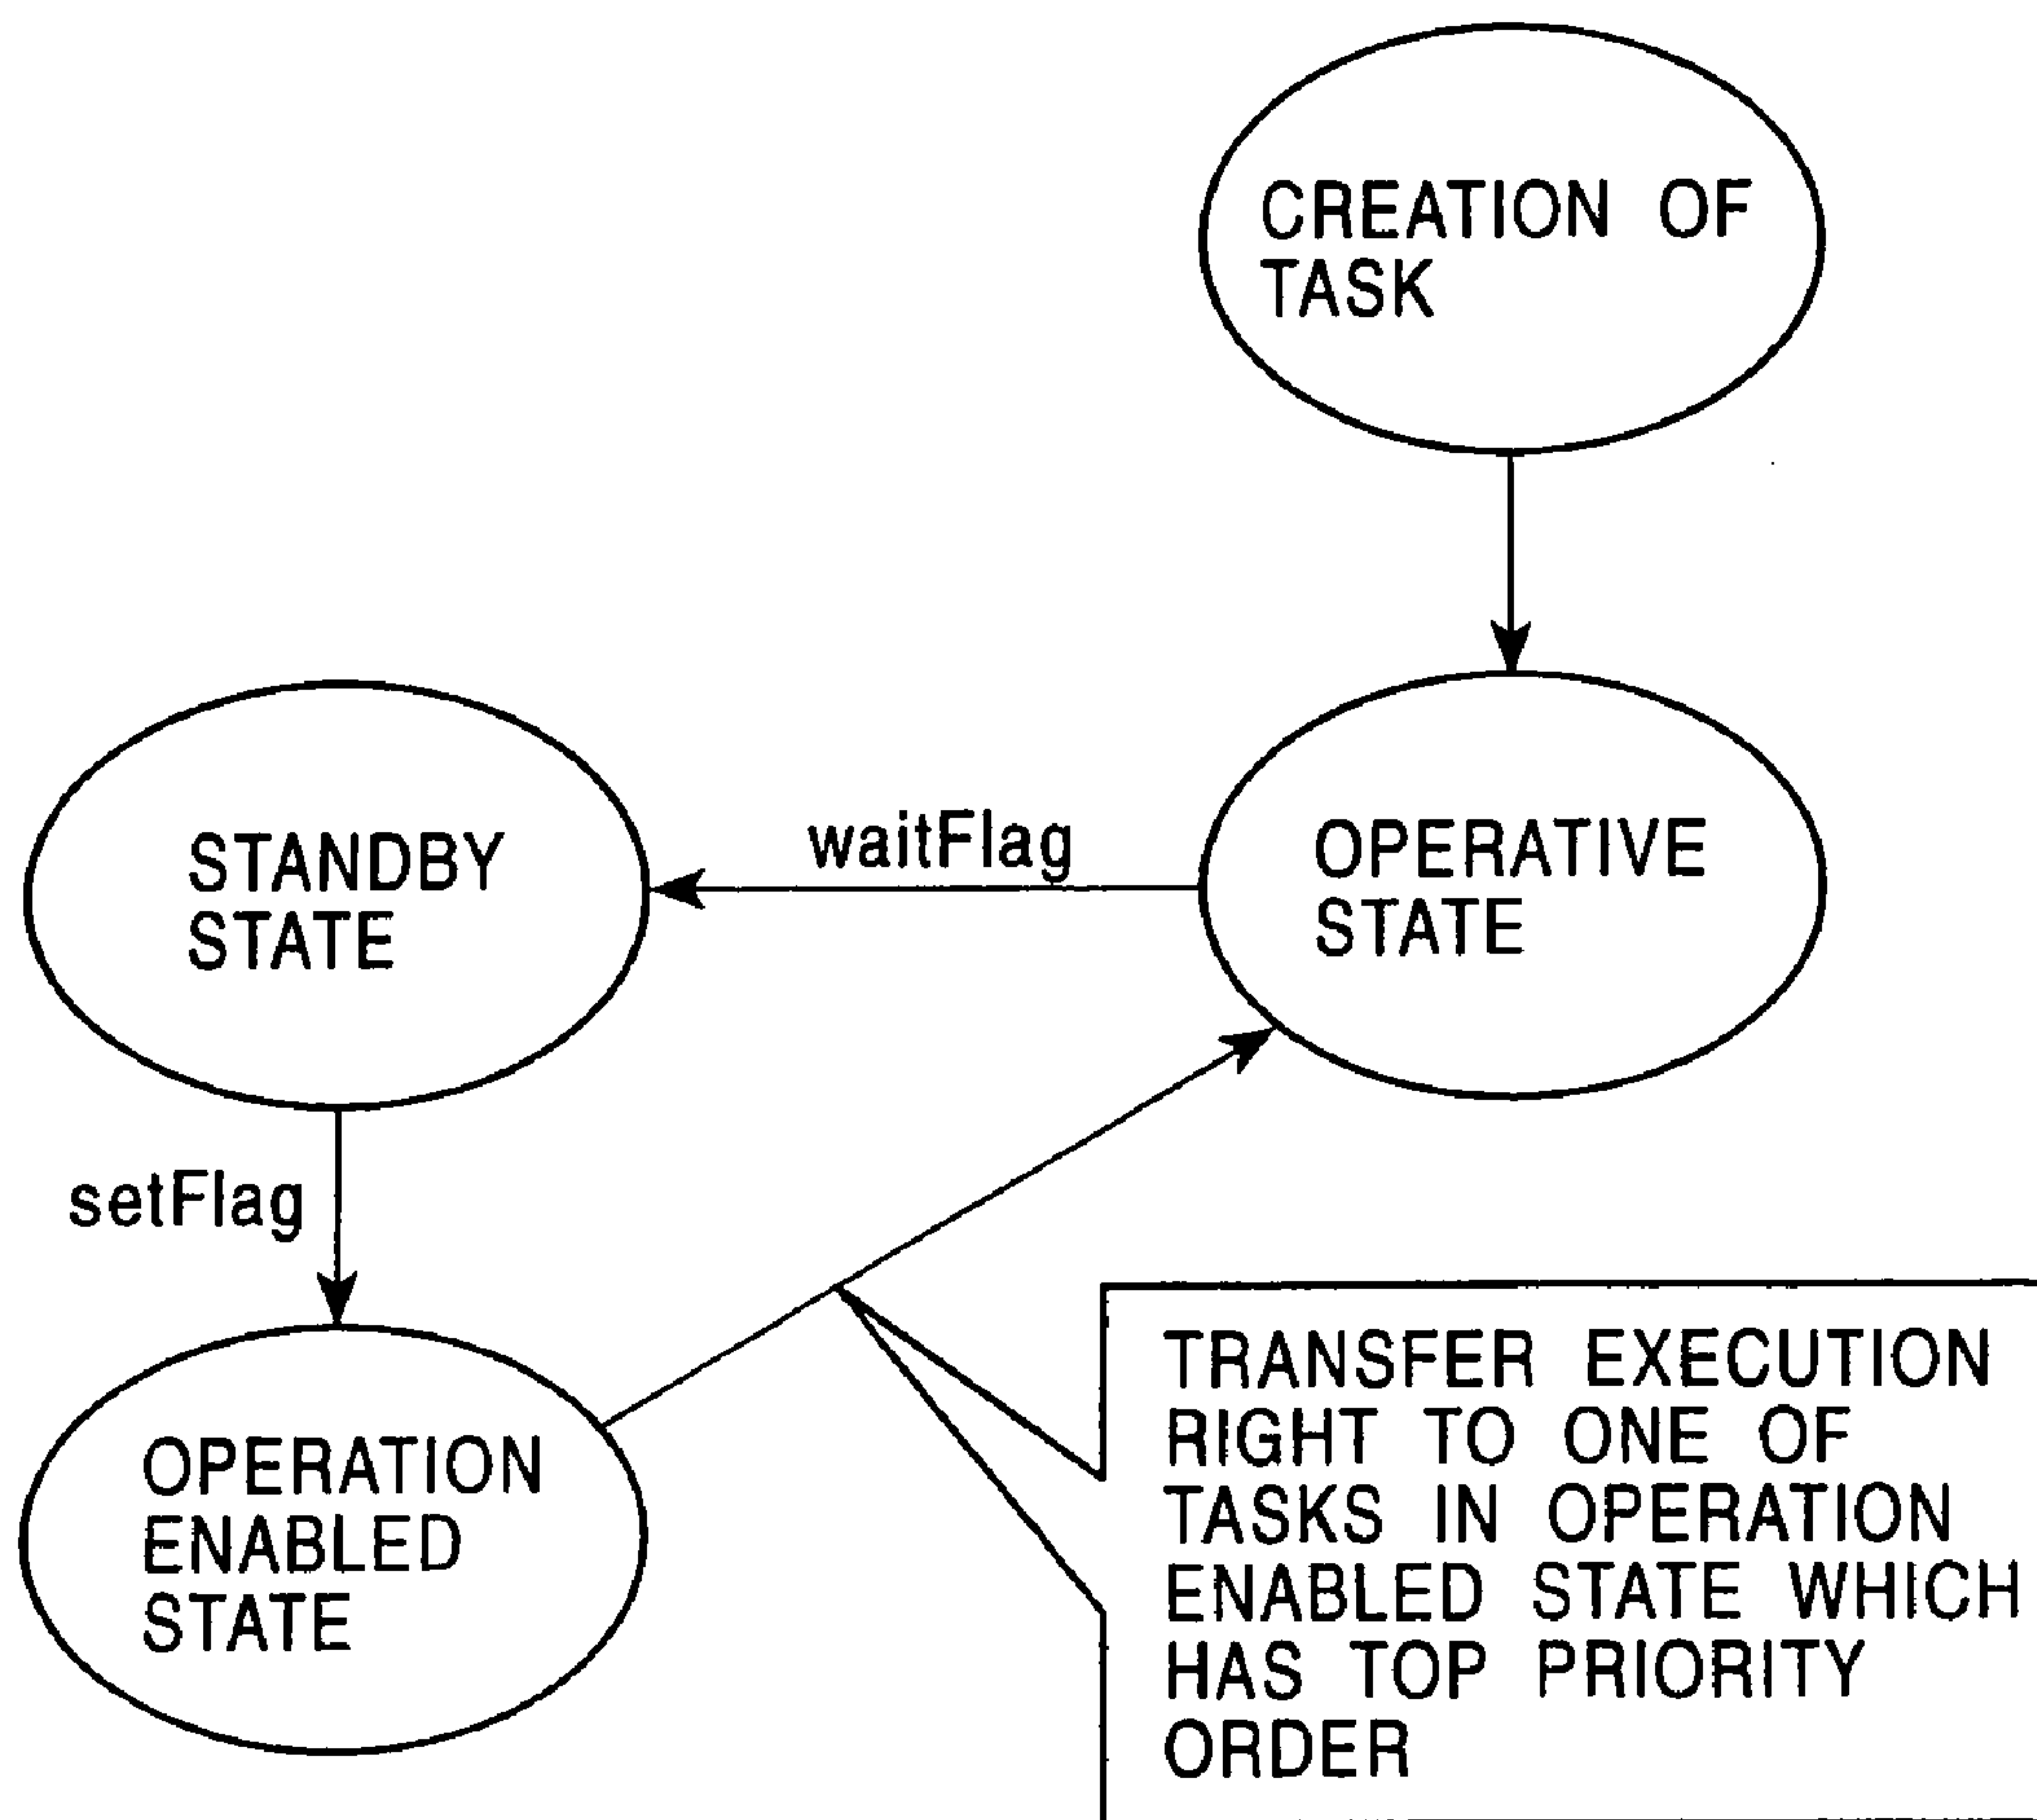 CREATION OF
TASK
STANDBY
STATE
waitFlag
OPERATIVE
STATE
setFlag
OPERATION
ENABLED
STATE
TRANSFER EXECUTION
RIGHT TO ONE OF
TASKS IN OPERATION
ENABLED STATE WHICH
HAS TOP PRIORITY
ORDER